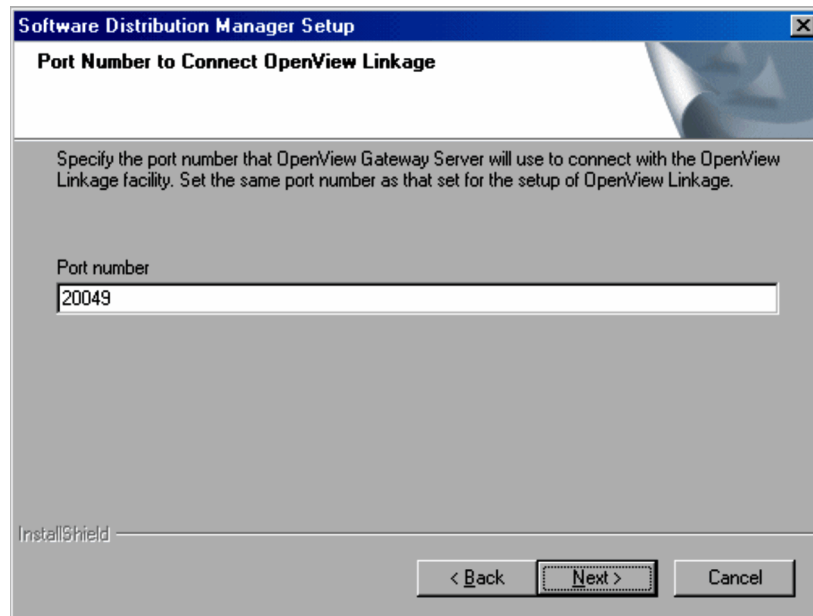 Software Distribution Manager Setup
Port Number to Connect OpenView Linkage
Specify the port number that OpenView Gateway Server will use to connect with the OpenView
Linkage facility. Set the same port number as that set for the setup of OpenView Linkage.
Port number
20049
InstallShield
< Back
Next >
Cancel